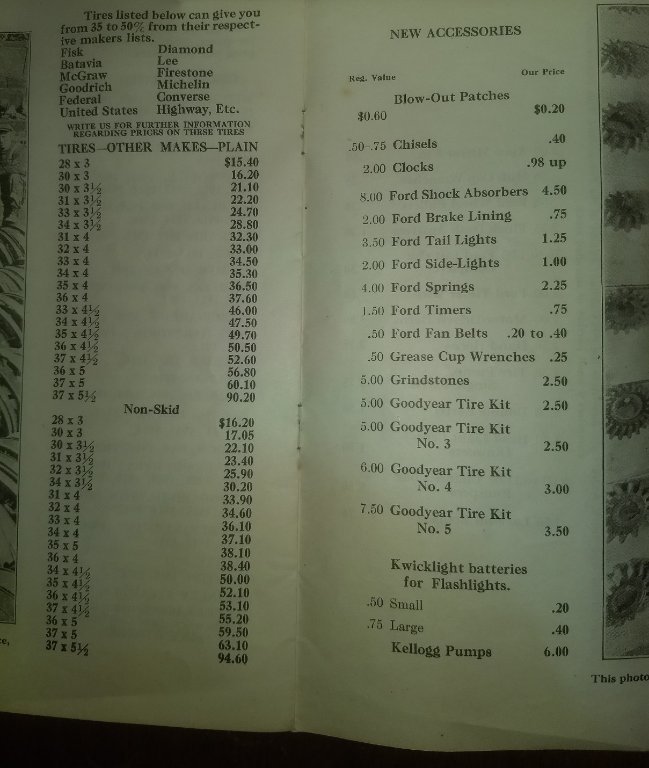 Tires listed below can give you
from 35 to 50% from their respect-
ive makers lists.
Fisk Diamond
Batavia Lee
McGraw Firestone
Goodrich Michelin
Federal Converse
United States Highway, Etc.
WRITE US FOR FURTHER INFORMATION
REGARDING PRICES ON THESE TIRES
TIRES—OTHER MAKES—PLAIN
28 x 3 $15.40
30 x 3 16.20
30 x 3½ 21.10
31 x 3½ 22.20
33 x 3½ 24.70
34 x 3½ 28.80
31 x 4 32.30
32 x 4 33.00
33 x 4 34.50
34 x 4 35.30
35 x 4 36.50
36 x 4 37.60
33 x 4½ 46.00
34 x 4½ 47.50
35 x 4½ 49.70
36 x 4½ 50.50
37 x 4½ 52.60
36 x 5 56.80
37 x 5 60.10
37 x 5½ 90.20
Non-Skid
28 x 3 $16.20
30 x 3 17.05
30 x 3½ 22.10
31 x 3½ 23.40
32 x 3½ 25.90
34 x 3½ 30.20
31 x 4 33.90
32 x 4 34.60
33 x 4 36.10
34 x 4 37.10
35 x 5 38.10
36 x 4 38.40
34 x 4½ 50.00
35 x 4½ 52.10
36 x 4½ 53.10
37 x 4½ 55.20
36 x 5 59.50
37 x 5 63.10
37 x 5½ 94.60
NEW ACCESSORIES
Reg. Value Our Price
Blow-Out Patches
$0.60 $0.20
.50-.75 Chisels .40
2.00 Clocks .98 up
8.00 Ford Shock Absorbers 4.50
2.00 Ford Brake Lining .75
3.50 Ford Tail Lights 1.25
2.00 Ford Side-Lights 1.00
4.00 Ford Springs 2.25
1.50 Ford Timers .75
.50 Ford Fan Belts .20 to .40
.50 Grease Cup Wrenches .25
5.00 Grindstones 2.50
5.00 Goodyear Tire Kit 2.50
5.00 Goodyear Tire Kit
No. 3 2.50
6.00 Goodyear Tire Kit
No. 4 3.00
7.50 Goodyear Tire Kit
No. 5 3.50
Kwicklight batteries
for Flashlights.
.50 Small .20
.75 Large .40
Kellogg Pumps 6.00
This photo